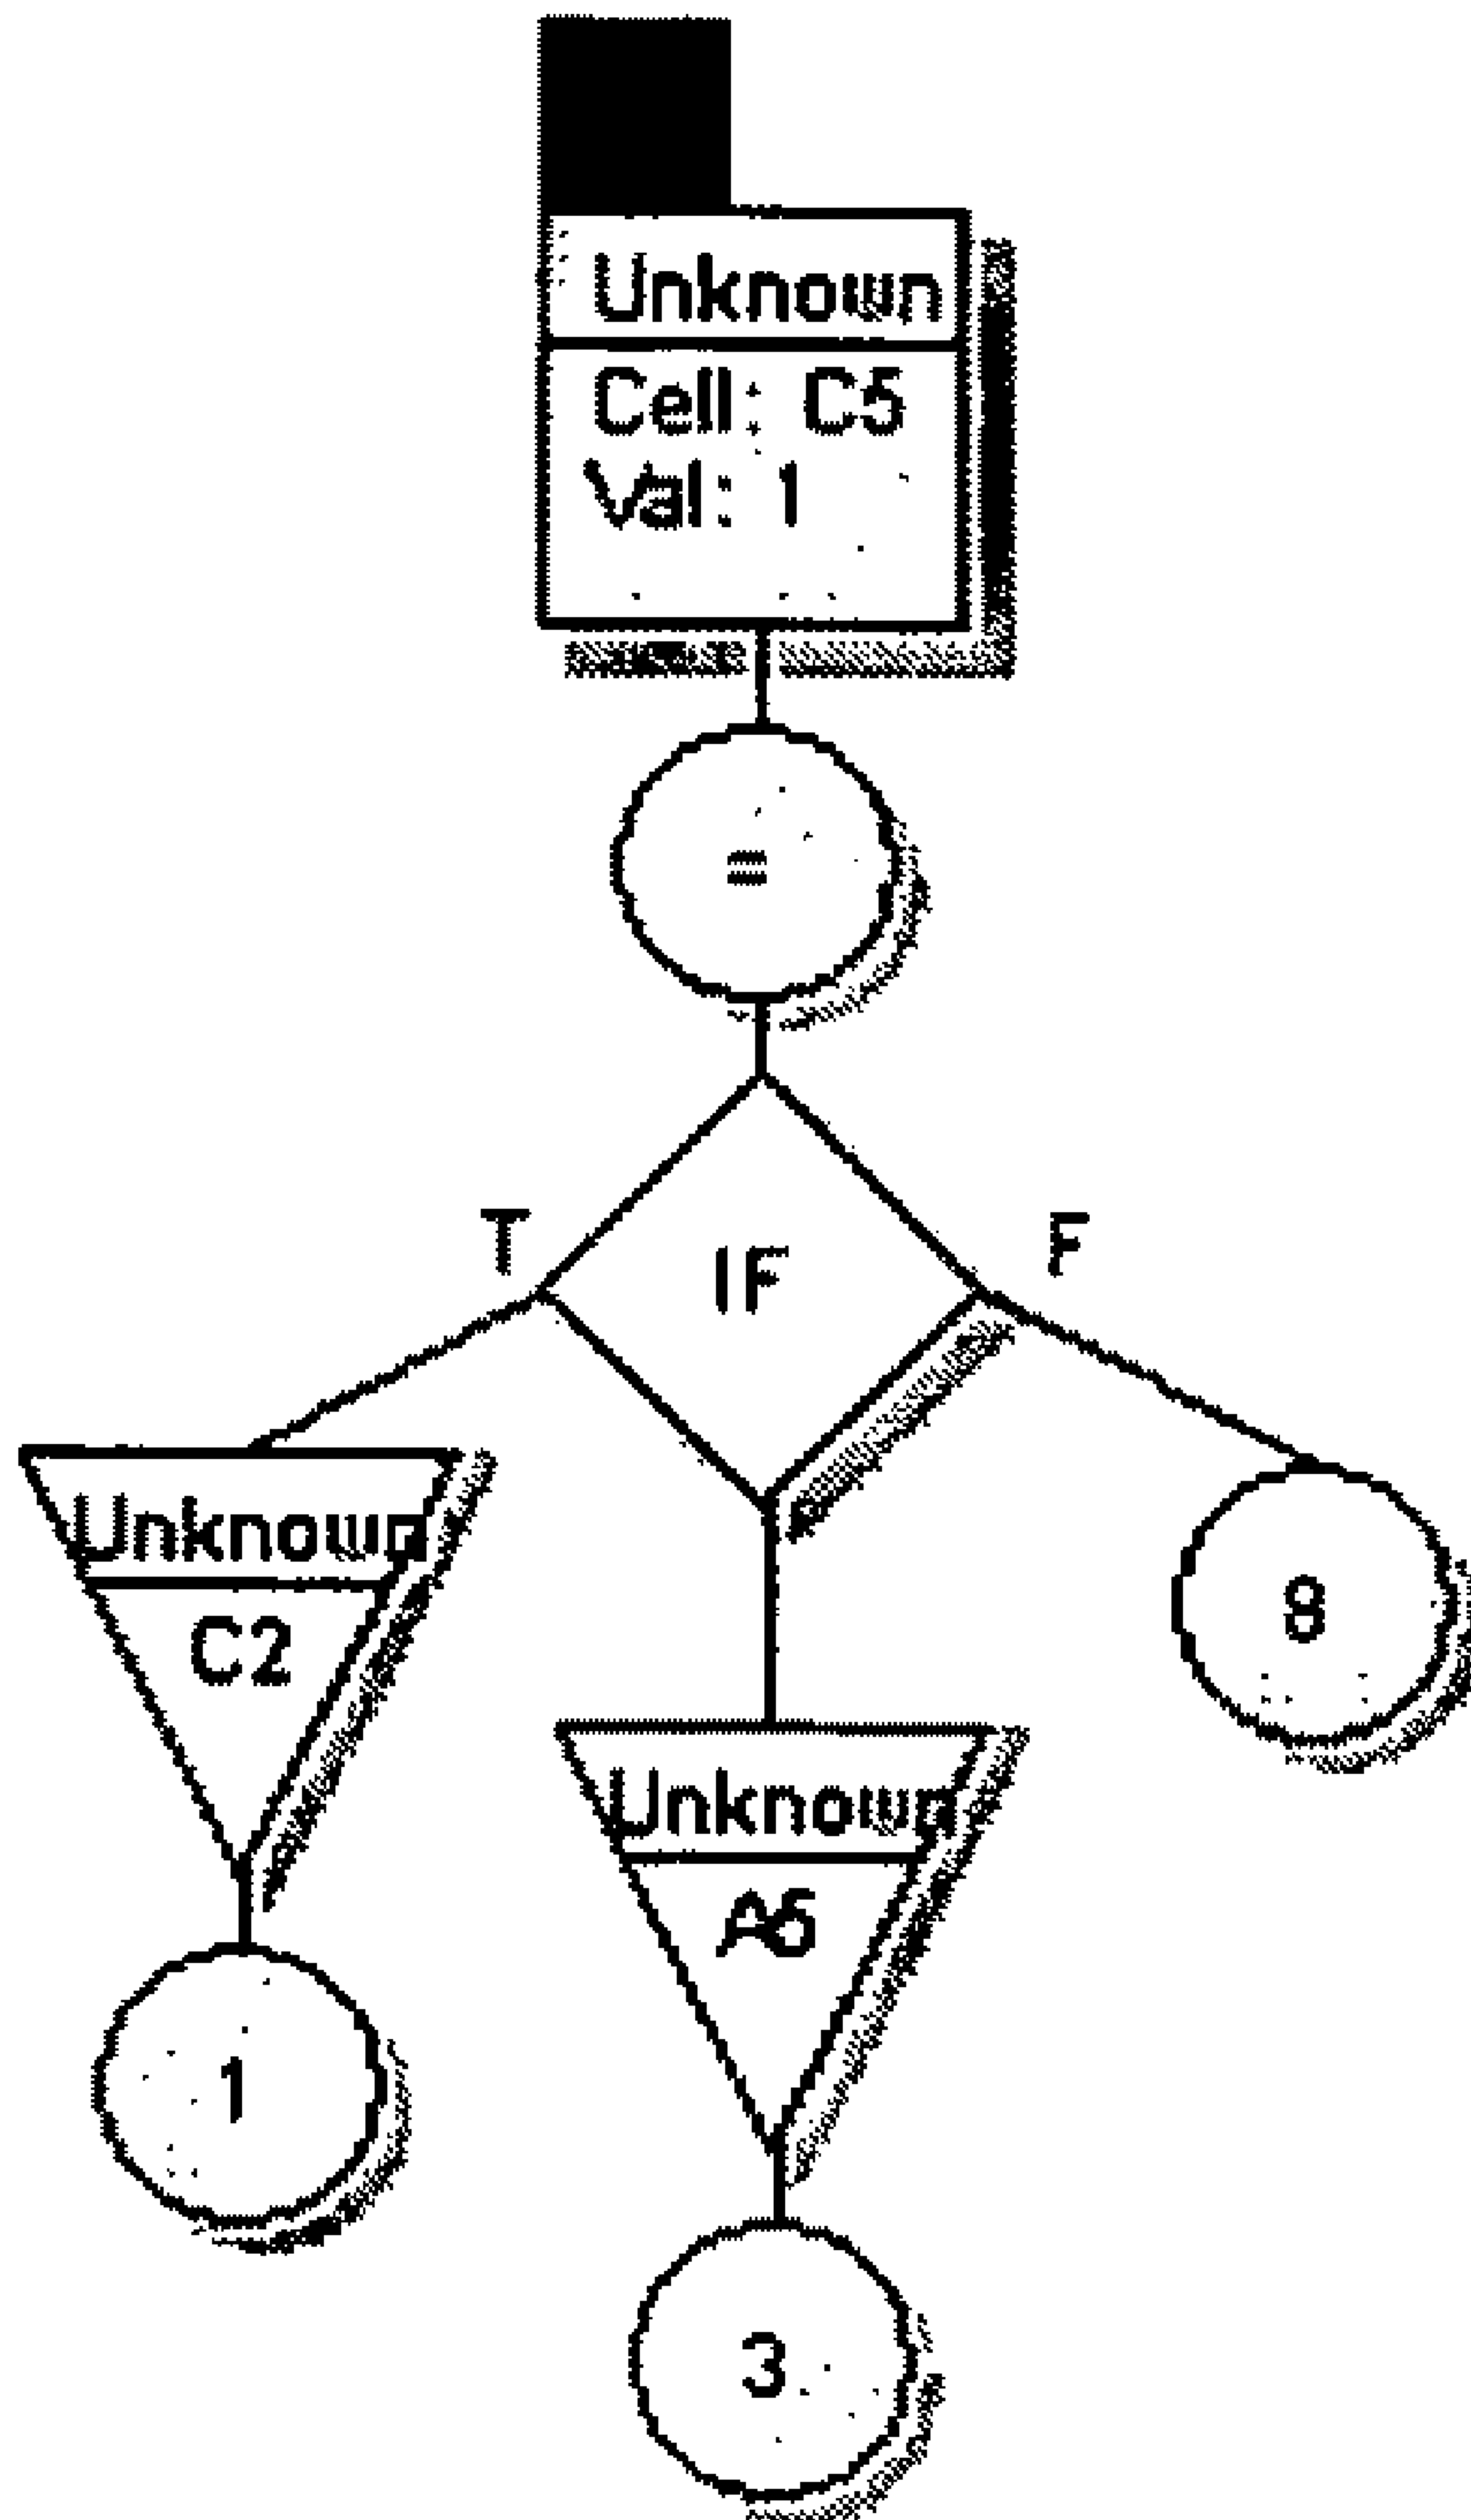 Unknown
Cell: C5
Val: 1
=
T
IF
F
Unknown
C2
8
Unknown
A6
1
3